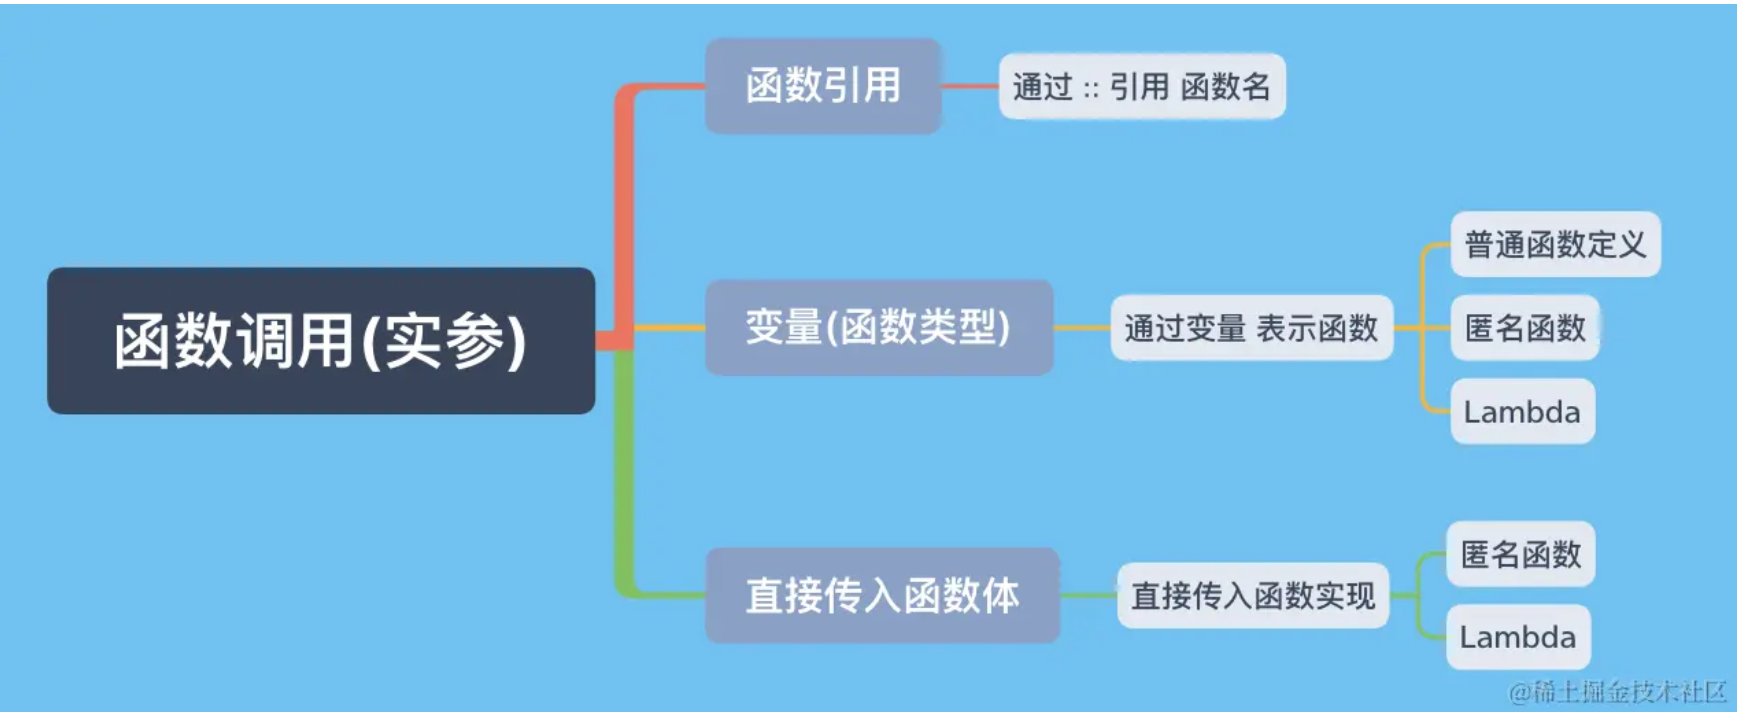 函数调用(实参)
函数引用
通过 :: 引用 函数名
变量(函数类型)
通过变量 表示函数
普通函数定义
匿名函数
Lambda
直接传入函数体
直接传入函数实现
匿名函数
Lambda
@稀土掘金技术社区